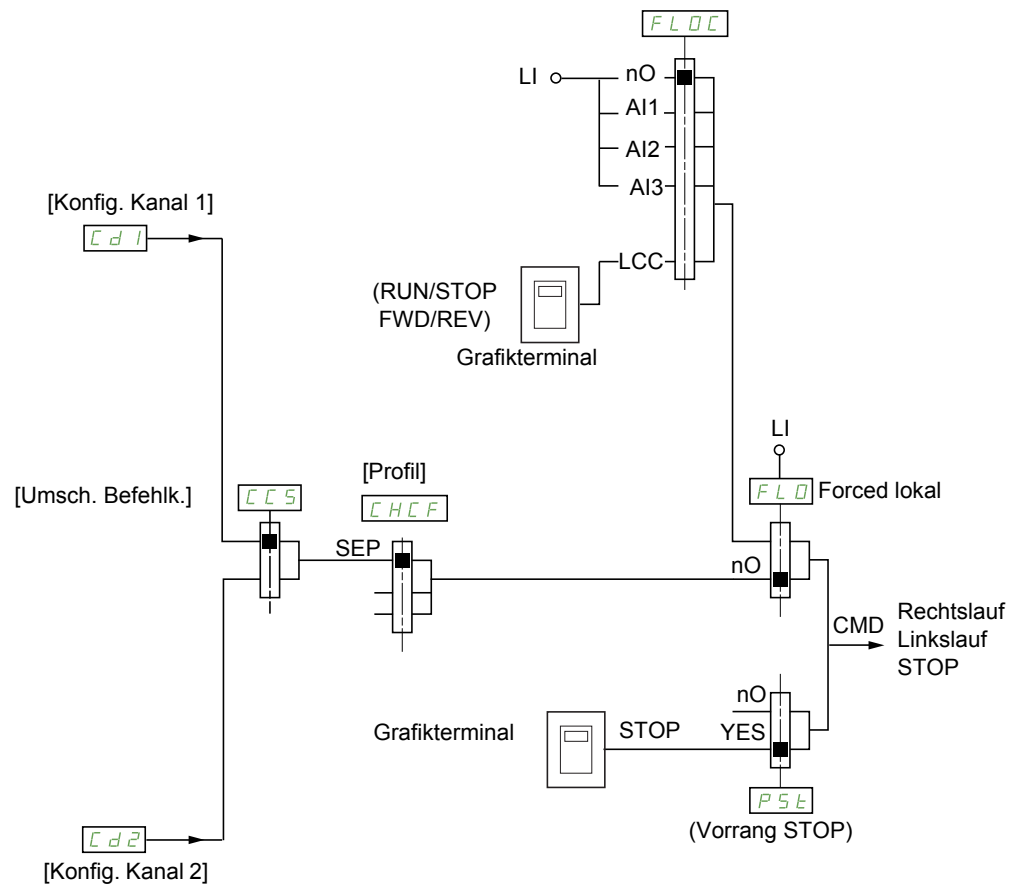 FLOC
LI
nO
AI1
AI2
AI3
LCC
[Konfig. Kanal 1]
Cd1
(RUN/STOP
FWD/REV)
Grafikterminal
LI
[Umsch. Befehlk.]
CCS
[Profil]
CHCF
FLO Forced lokal
SEP
nO
CMD
Rechtslauf
Linkslauf
STOP
nO
Grafikterminal
STOP
YES
PSt
(Vorrang STOP)
Cd2
[Konfig. Kanal 2]